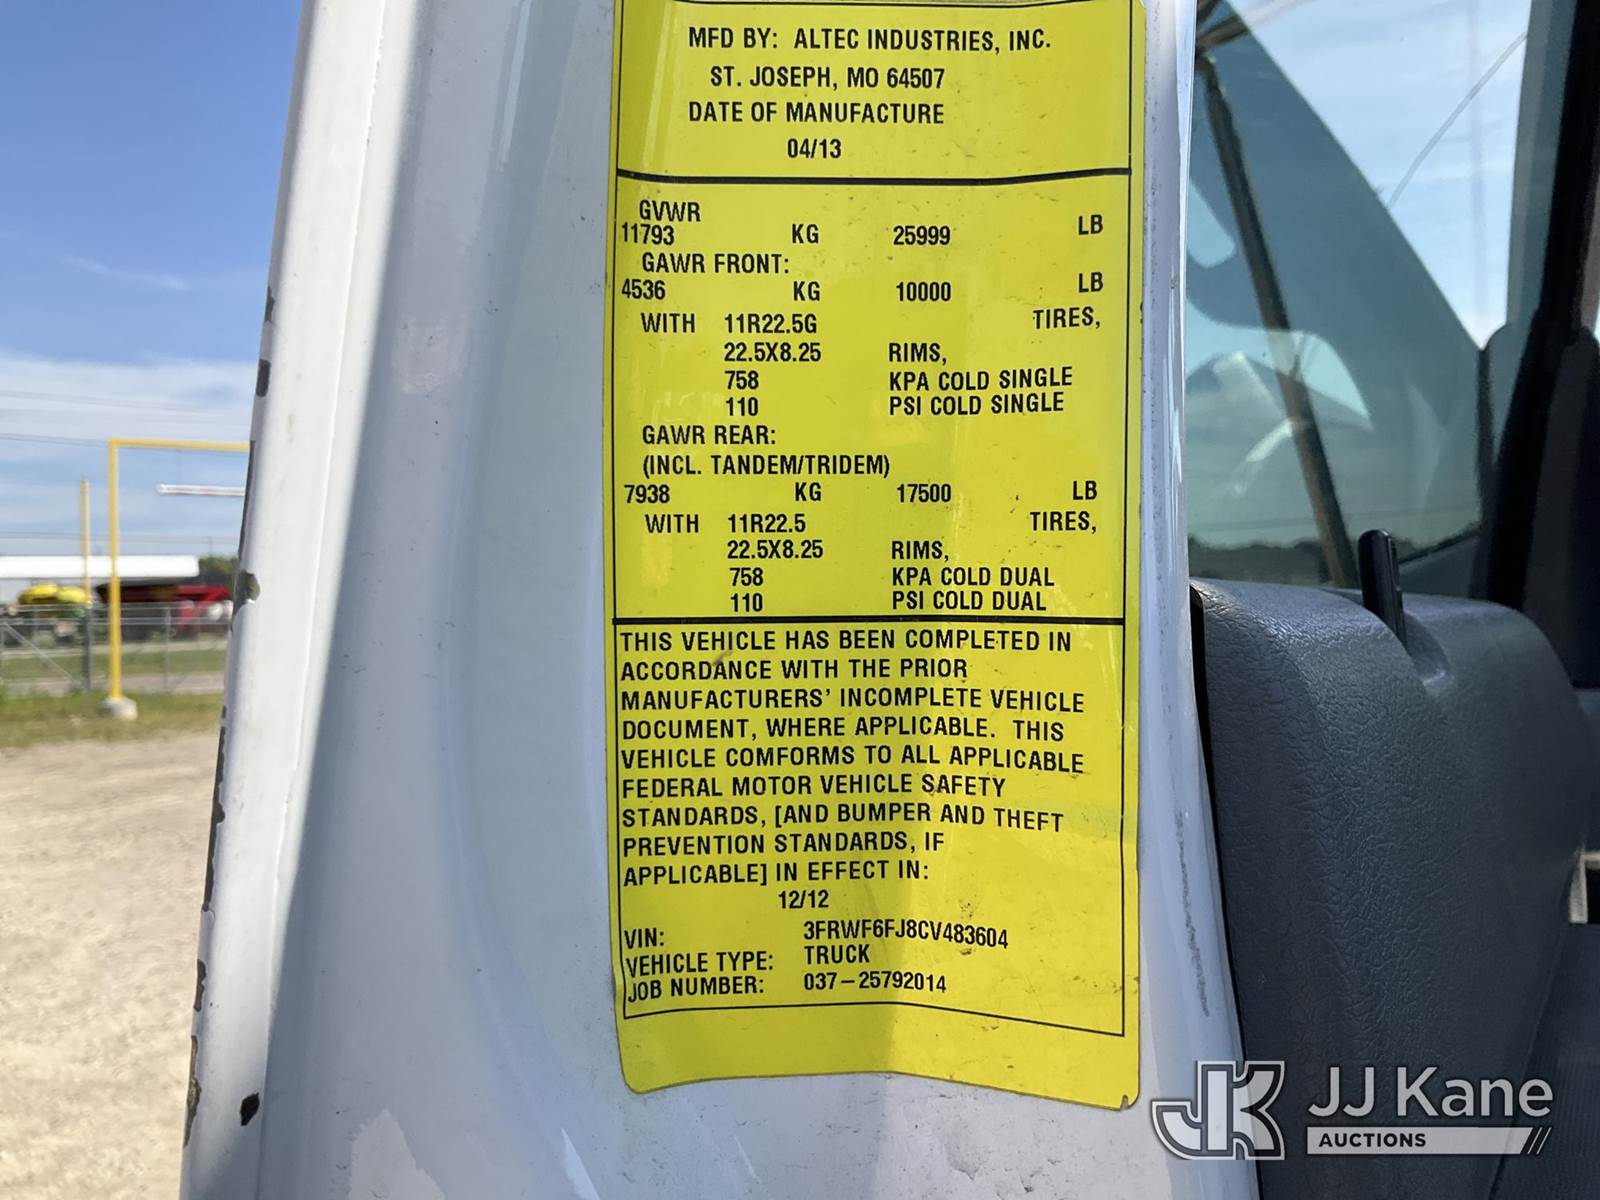 MFD BY: ALTEC INDUSTRIES, INC.
ST. JOSEPH, MO 64507
DATE OF MANUFACTURE
04/13
GVWR
11793 KG 25999 LB
GAWR FRONT:
4536 KG 10000 LB
WITH 11R22.5G TIRES,
22.5X8.25 RIMS,
758 KPA COLD SINGLE
110 PSI COLD SINGLE
GAWR REAR:
(INCL. TANDEM/TRIDEM)
7938 KG 17500 LB
WITH 11R22.5 TIRES,
22.5X8.25 RIMS,
758 KPA COLD DUAL
110 PSI COLD DUAL
THIS VEHICLE HAS BEEN COMPLETED IN
ACCORDANCE WITH THE PRIOR
MANUFACTURERS' INCOMPLETE VEHICLE
DOCUMENT, WHERE APPLICABLE. THIS
VEHICLE COMFORMS TO ALL APPLICABLE
FEDERAL MOTOR VEHICLE SAFETY
STANDARDS, [AND BUMPER AND THEFT
PREVENTION STANDARDS, IF
APPLICABLE] IN EFFECT IN:
12/12
VIN: 3FRWF6FJ8CV483604
VEHICLE TYPE: TRUCK
JOB NUMBER: 037-25792014
JK JJ Kane
AUCTIONS